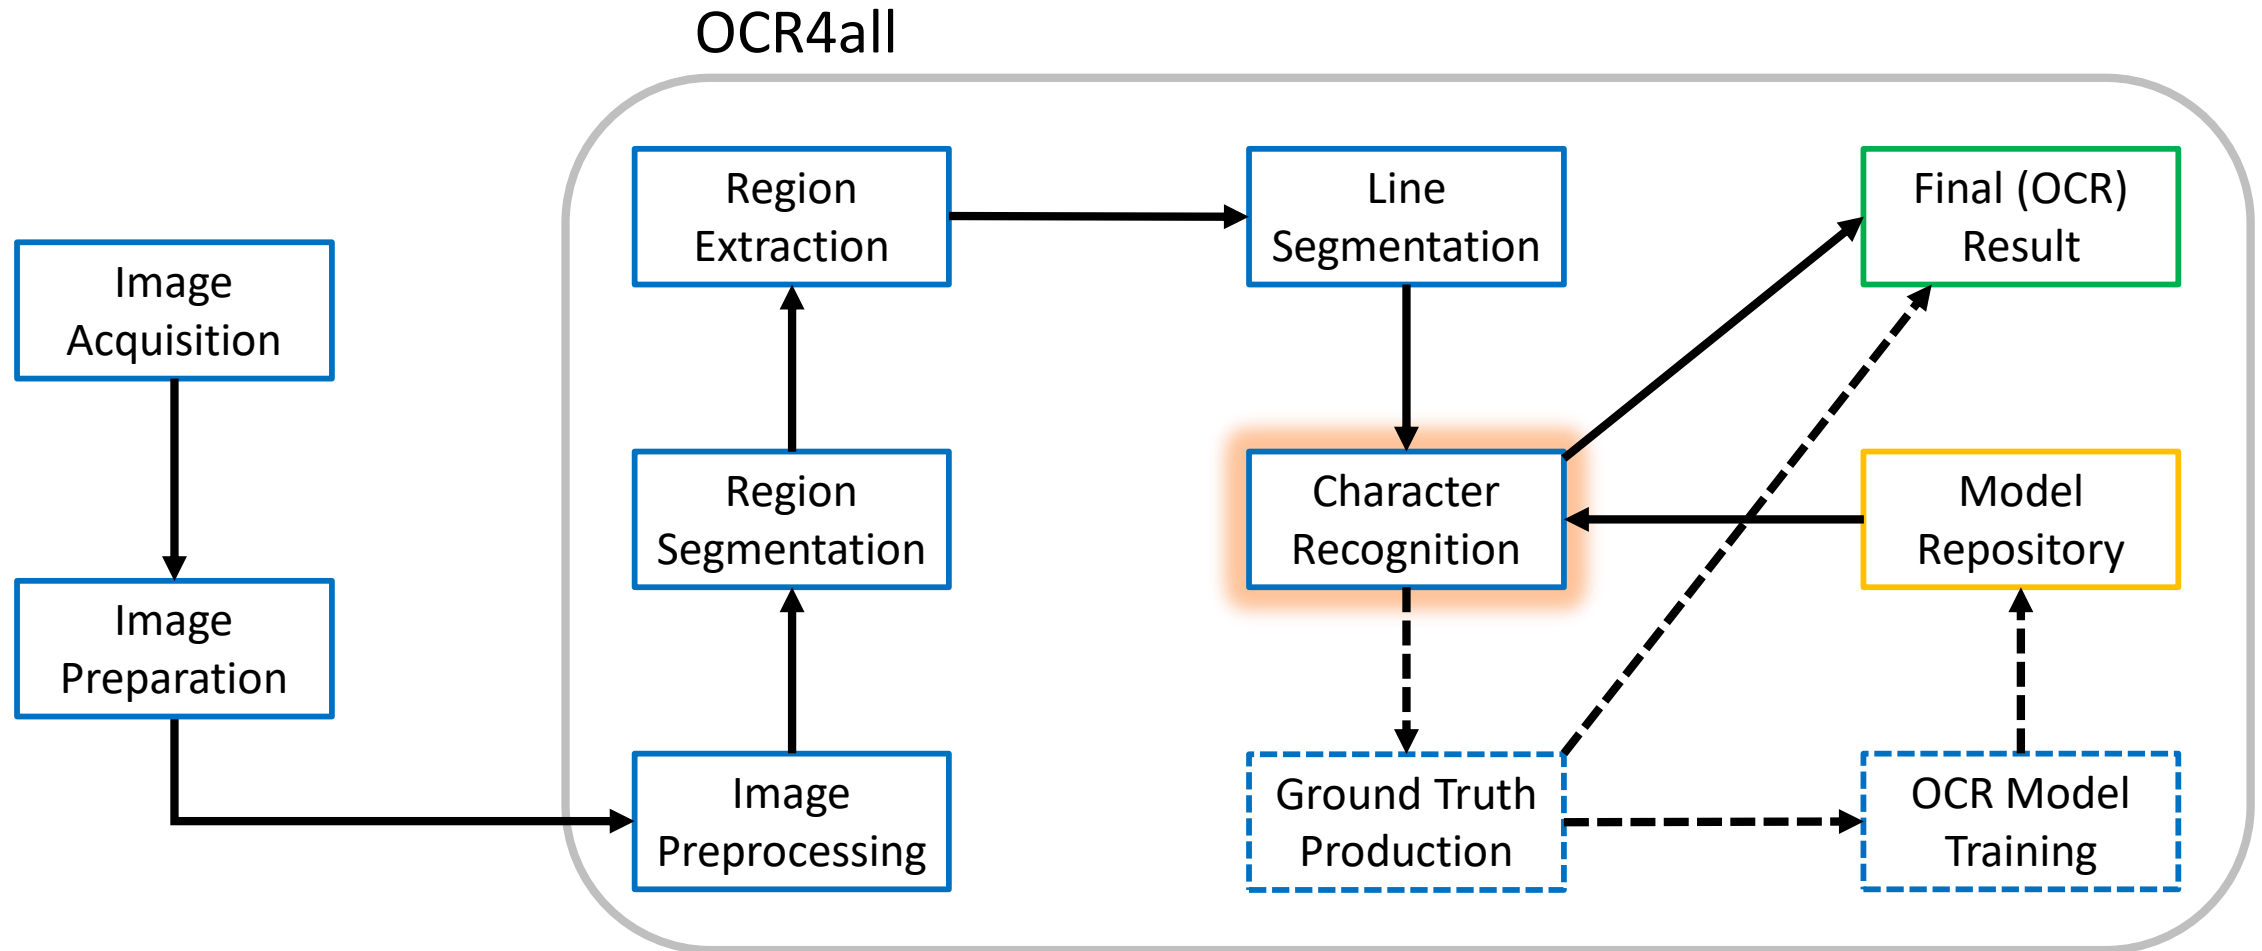 OCR4all
Image
Acquisition
Image
Preparation
Image
Preprocessing
Region
Segmentation
Region
Extraction
Line
Segmentation
Character
Recognition
Ground Truth
Production
OCR Model
Training
Model
Repository
Final (OCR)
Result